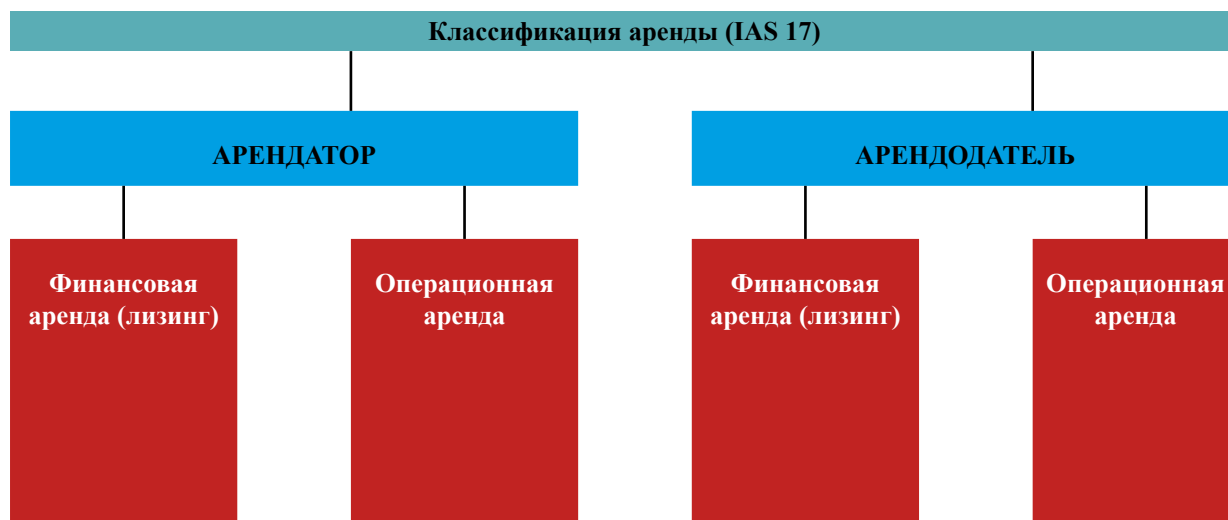 Классификация аренды (IAS 17)
АРЕНДАТОР
АРЕНДОДАТЕЛЬ
Финансовая
аренда (лизинг)
Операционная
аренда
Финансовая
аренда (лизинг)
Операционная
аренда